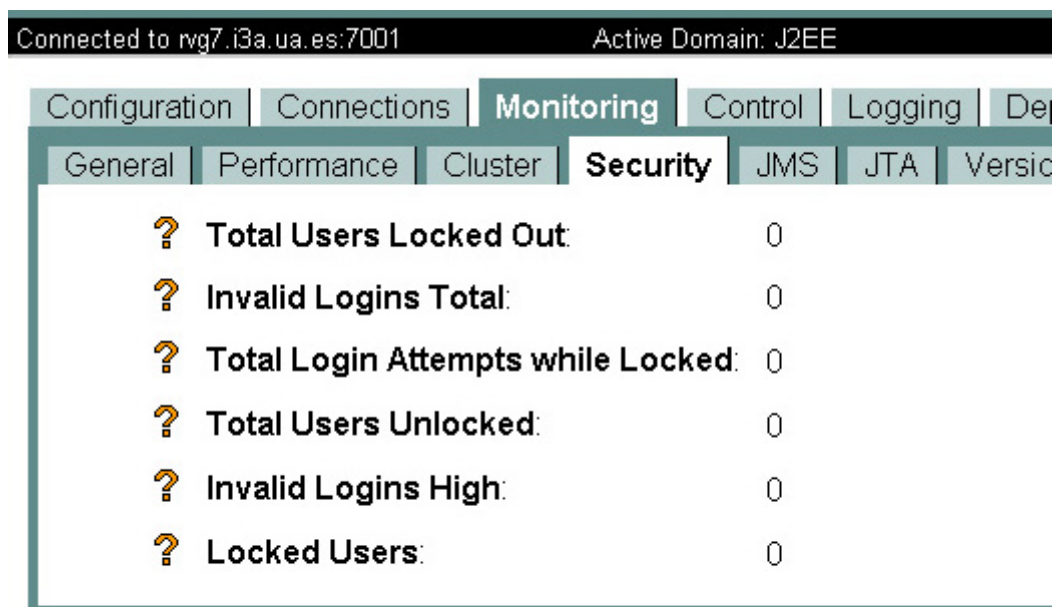 Connected to rvg7.i3a.ua.es:7001 Active Domain: J2EE
Configuration Connections Monitoring Control Logging
General Performance Cluster Security JMS JTA
? Total Users Locked Out: 0
? Invalid Logins Total: 0
? Total Login Attempts while Locked: 0
? Total Users Unlocked: 0
? Invalid Logins High: 0
? Locked Users: 0